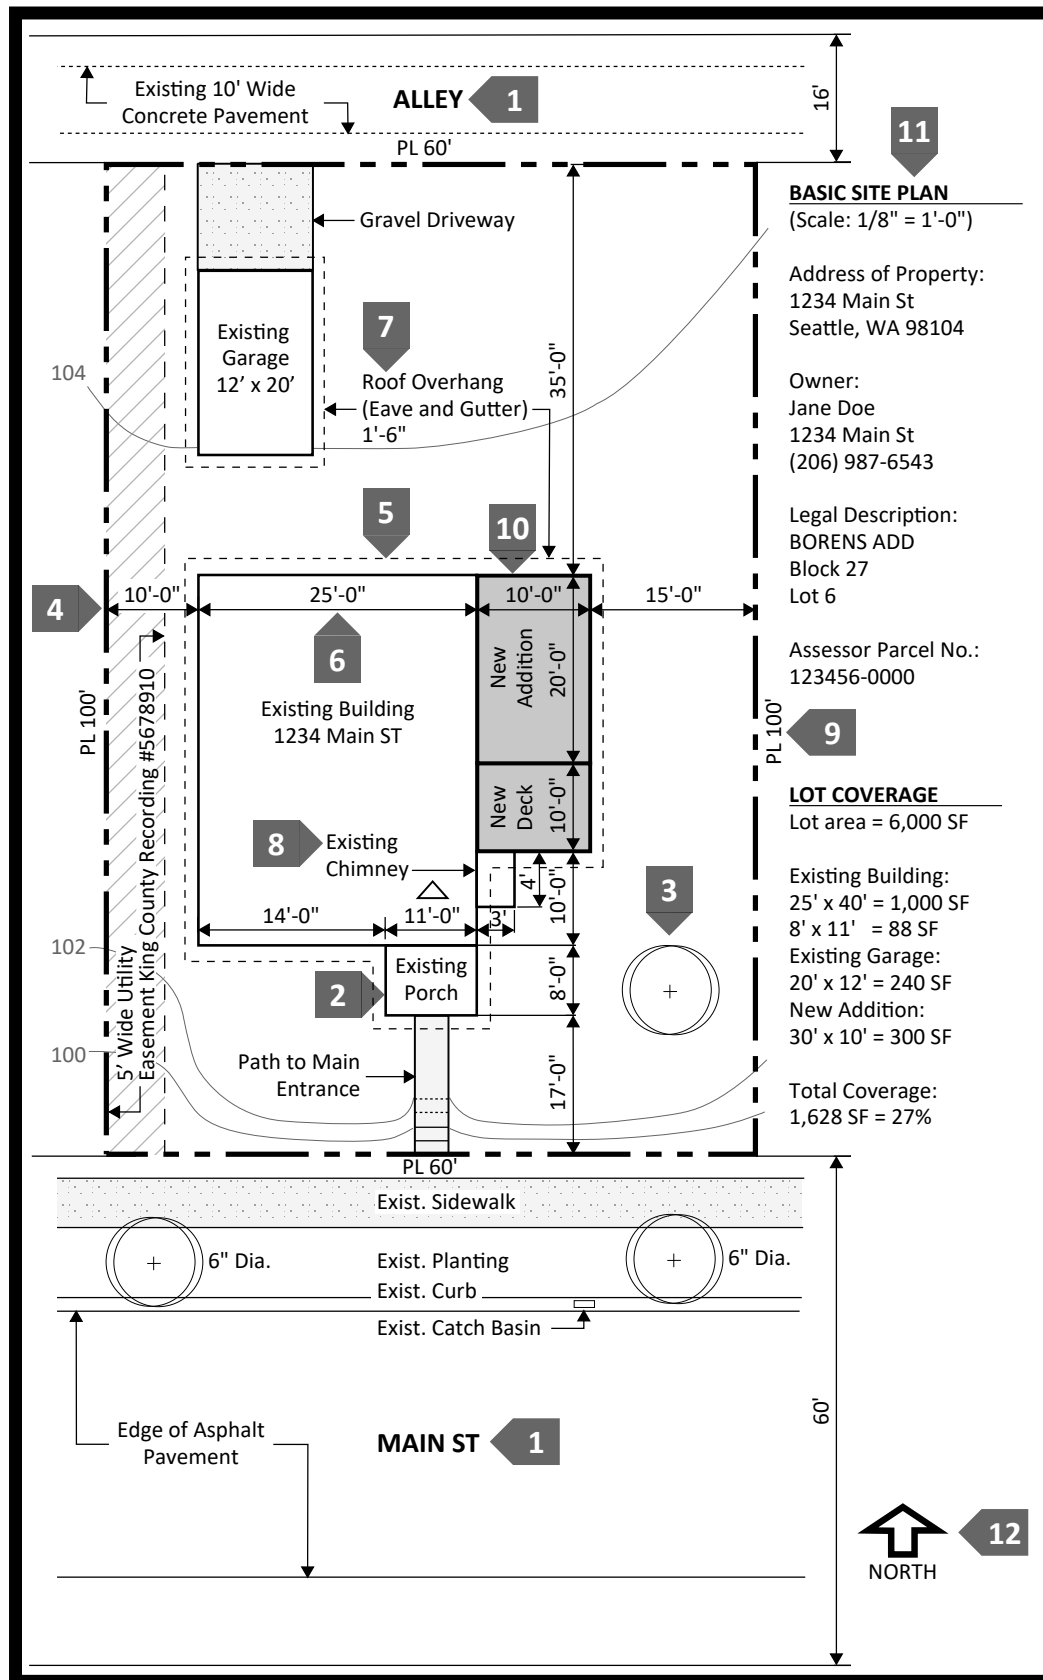 Existing 10' Wide
Concrete Pavement
ALLEY
1
16'
PL 60'
11
BASIC SITE PLAN
(Scale: 1/8" = 1'-0")
Address of Property:
1234 Main St
Seattle, WA 98104
Owner:
Jane Doe
1234 Main St
(206) 987-6543
Legal Description:
BORENS ADD
Block 27
Lot 6
Assessor Parcel No.:
123456-0000
Gravel Driveway
Existing
Garage
12’ x 20’
7
Roof Overhang
(Eave and Gutter)
1'-6"
35'-0"
104
5
10
4
10'-0"
25'-0"
10'-0"
15'-0"
6
New
Addition
20'-0"
Existing Building
1234 Main ST
PL 100'
PL 100'
9
5’ Wide Utility
Easement King County Recording #5678910
New
Deck
10'-0"
8
Existing
Chimney
4'
3'
10'-0"
14'-0"
11'-0"
3
LOT COVERAGE
Lot area = 6,000 SF
Existing Building:
25' x 40' = 1,000 SF
8' x 11' = 88 SF
Existing Garage:
20' x 12' = 240 SF
New Addition:
30' x 10' = 300 SF
Total Coverage:
1,628 SF = 27%
102
2
Existing
Porch
8'-0"
100
Path to Main
Entrance
17'-0"
PL 60'
Exist. Sidewalk
6" Dia.
Exist. Planting
6" Dia.
Exist. Curb
Exist. Catch Basin
Edge of Asphalt
Pavement
MAIN ST
1
60'
12
NORTH